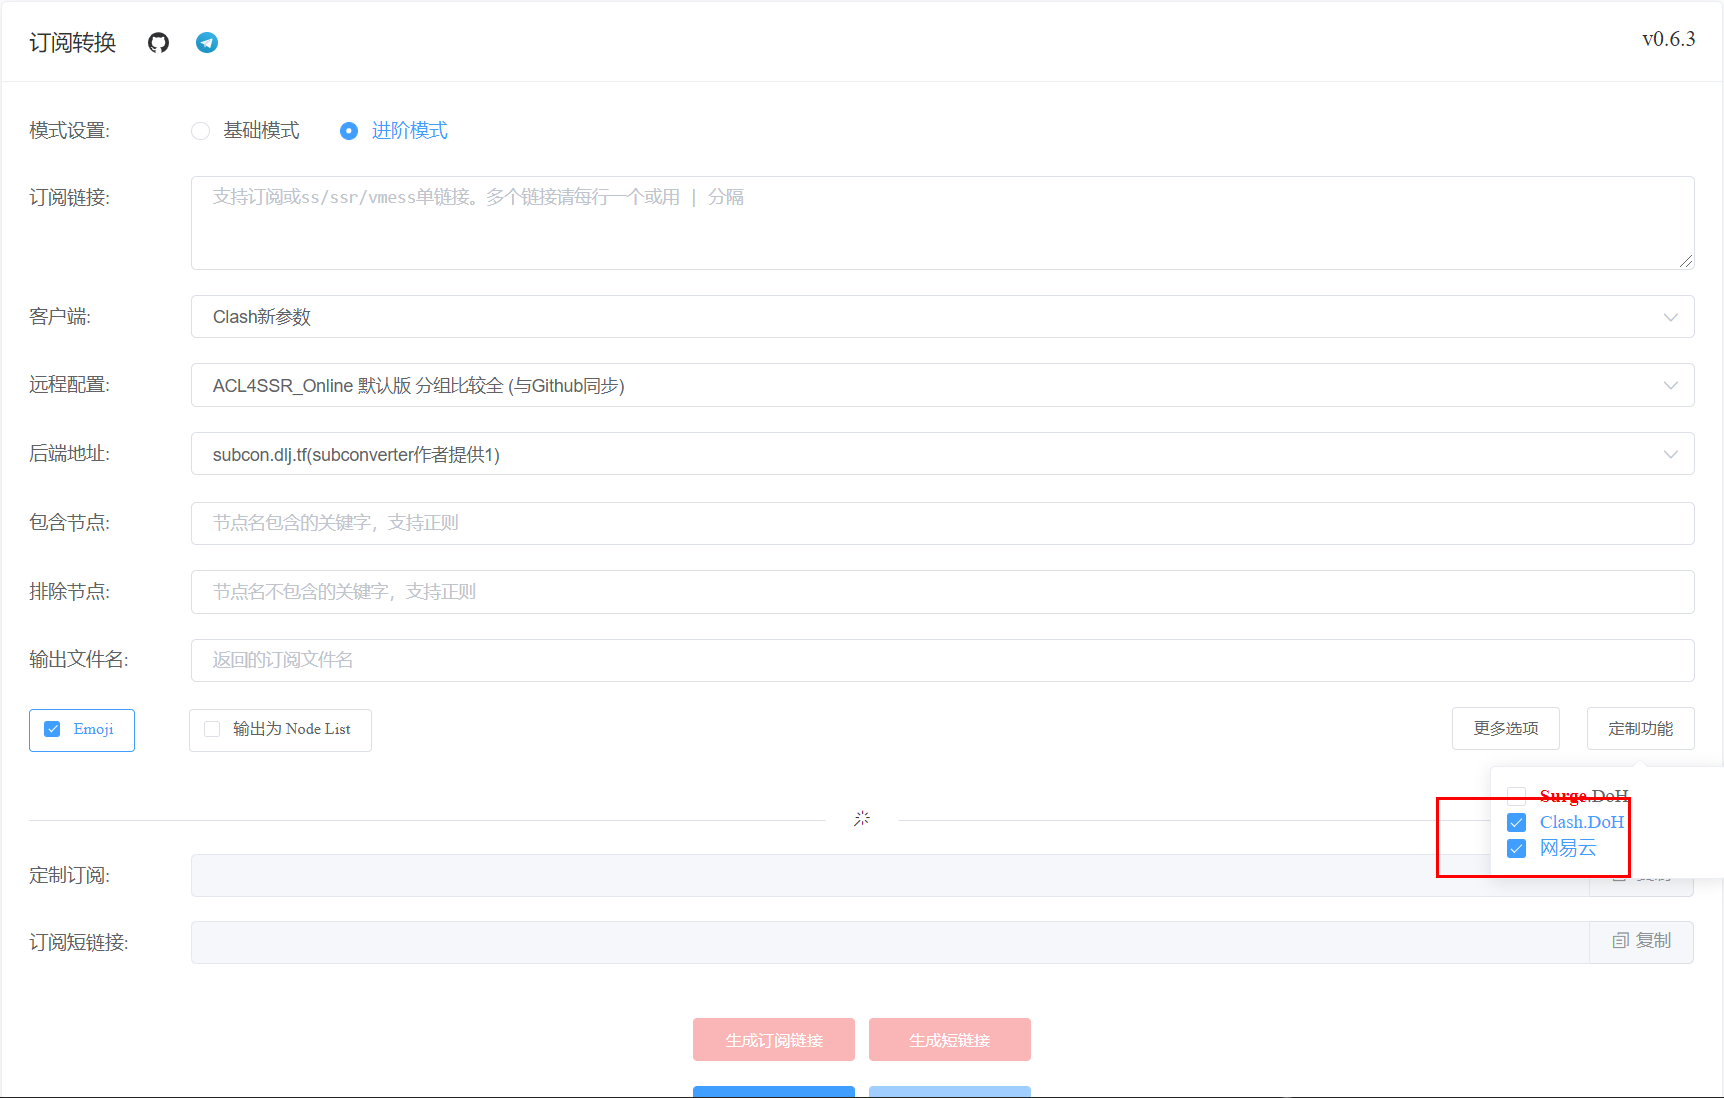 订阅转换
v0.6.3
模式设置:
基础模式
进阶模式
订阅链接:
支持订阅或ss/ssr/vmess单链接。多个链接请每行一个或用 | 分隔
客户端:
Clash新参数
远程配置:
ACL4SSR_Online 默认版 分组比较全 (与Github同步)
后端地址:
subcon.dlj.tf(subconverter作者提供1)
包含节点:
节点名包含的关键字，支持正则
排除节点:
节点名不包含的关键字，支持正则
输出文件名:
返回的订阅文件名
Emoji
输出为 Node List
更多选项
定制功能
Surge.DoH
Clash.DoH
网易云
定制订阅:
订阅短链接:
复制
生成订阅链接
生成短链接